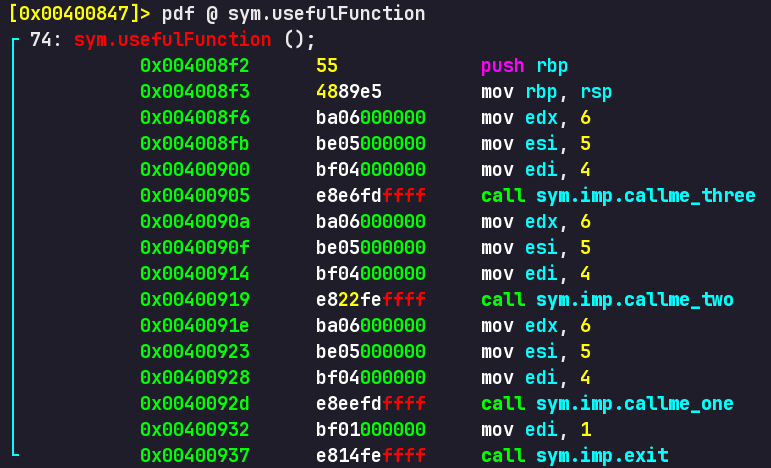 [0x00400847]> pdf @ sym.usefulFunction
74: sym.usefulFunction ();
0x004008f2 55 push rbp
0x004008f3 4889e5 mov rbp, rsp
0x004008f6 ba06000000 mov edx, 6
0x004008fb be05000000 mov esi, 5
0x00400900 bf04000000 mov edi, 4
0x00400905 e8e6fdffff call sym.imp.callme_three
0x0040090a ba06000000 mov edx, 6
0x0040090f be05000000 mov esi, 5
0x00400914 bf04000000 mov edi, 4
0x00400919 e822feffff call sym.imp.callme_two
0x0040091e ba06000000 mov edx, 6
0x00400923 be05000000 mov esi, 5
0x00400928 bf04000000 mov edi, 4
0x0040092d e8eefdffff call sym.imp.callme_one
0x00400932 bf01000000 mov edi, 1
0x00400937 e814feffff call sym.imp.exit